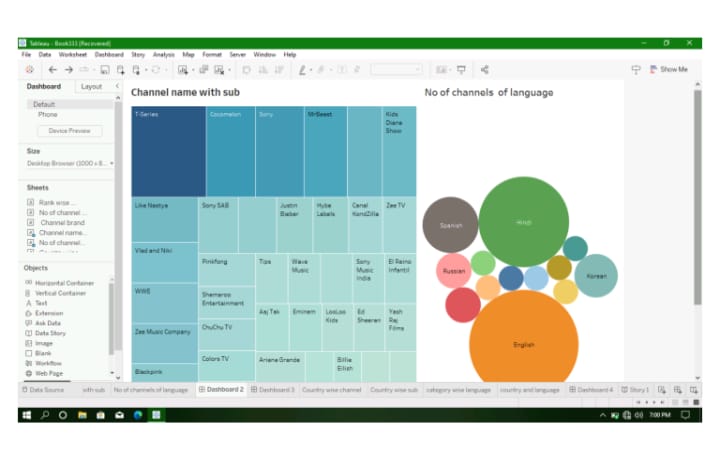 Tableau - Book333 [Recovered]
File Data Worksheet Dashboard Story Analysis Map Format Server Window Help
Show Me
Dashboard Layout
Default
Phone
Device Preview
Size
Desktop Browser (1000 x 8...
Sheets
Rank wise ...
No of channel ...
Channel brand
Channel name...
No of channel...
Objects
Horizontal Container
Vertical Container
Text
Extension
Ask Data
Data Story
Image
Blank
Workflow
Web Page
Channel name with sub
T-Series Cocomelon Sony MrBeast Kids
Diana
Show
Like Nastya Sony SAB Justin
Bieber Hybe
Labels Canal
KondZilla Zee TV
Vlad and Niki
Pinkfong Tips Wave
Music Sony
Music
India El Reino
Infantil
WWE
Shemaroo
Entertainment
Aaj Tak Eminem LooLoo
Kids Ed
Sheeran Yash
Raj
Films
Zee Music Company ChuChu TV
Colors TV Ariana Grande Billie
Eilish
Blackpink
No of channels of language
Spanish
Hindi
Russian
Korean
English
Data Source with sub No of channels of language Dashboard 2 Dashboard 3 Country wise channel Country wise sub category wise language country and language Dashboard 4 Story 1
7:00 PM